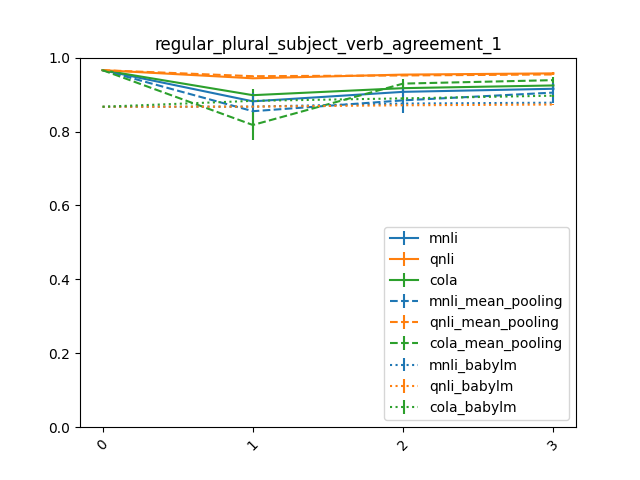 regular_plural_subject_verb_agreement_1
1.0
0.8
0.6
0.4
0.2
0.0
0
1
2
3
mnli
qnli
cola
mnli_mean_pooling
qnli_mean_pooling
cola_mean_pooling
mnli_babylm
qnli_babylm
cola_babylm